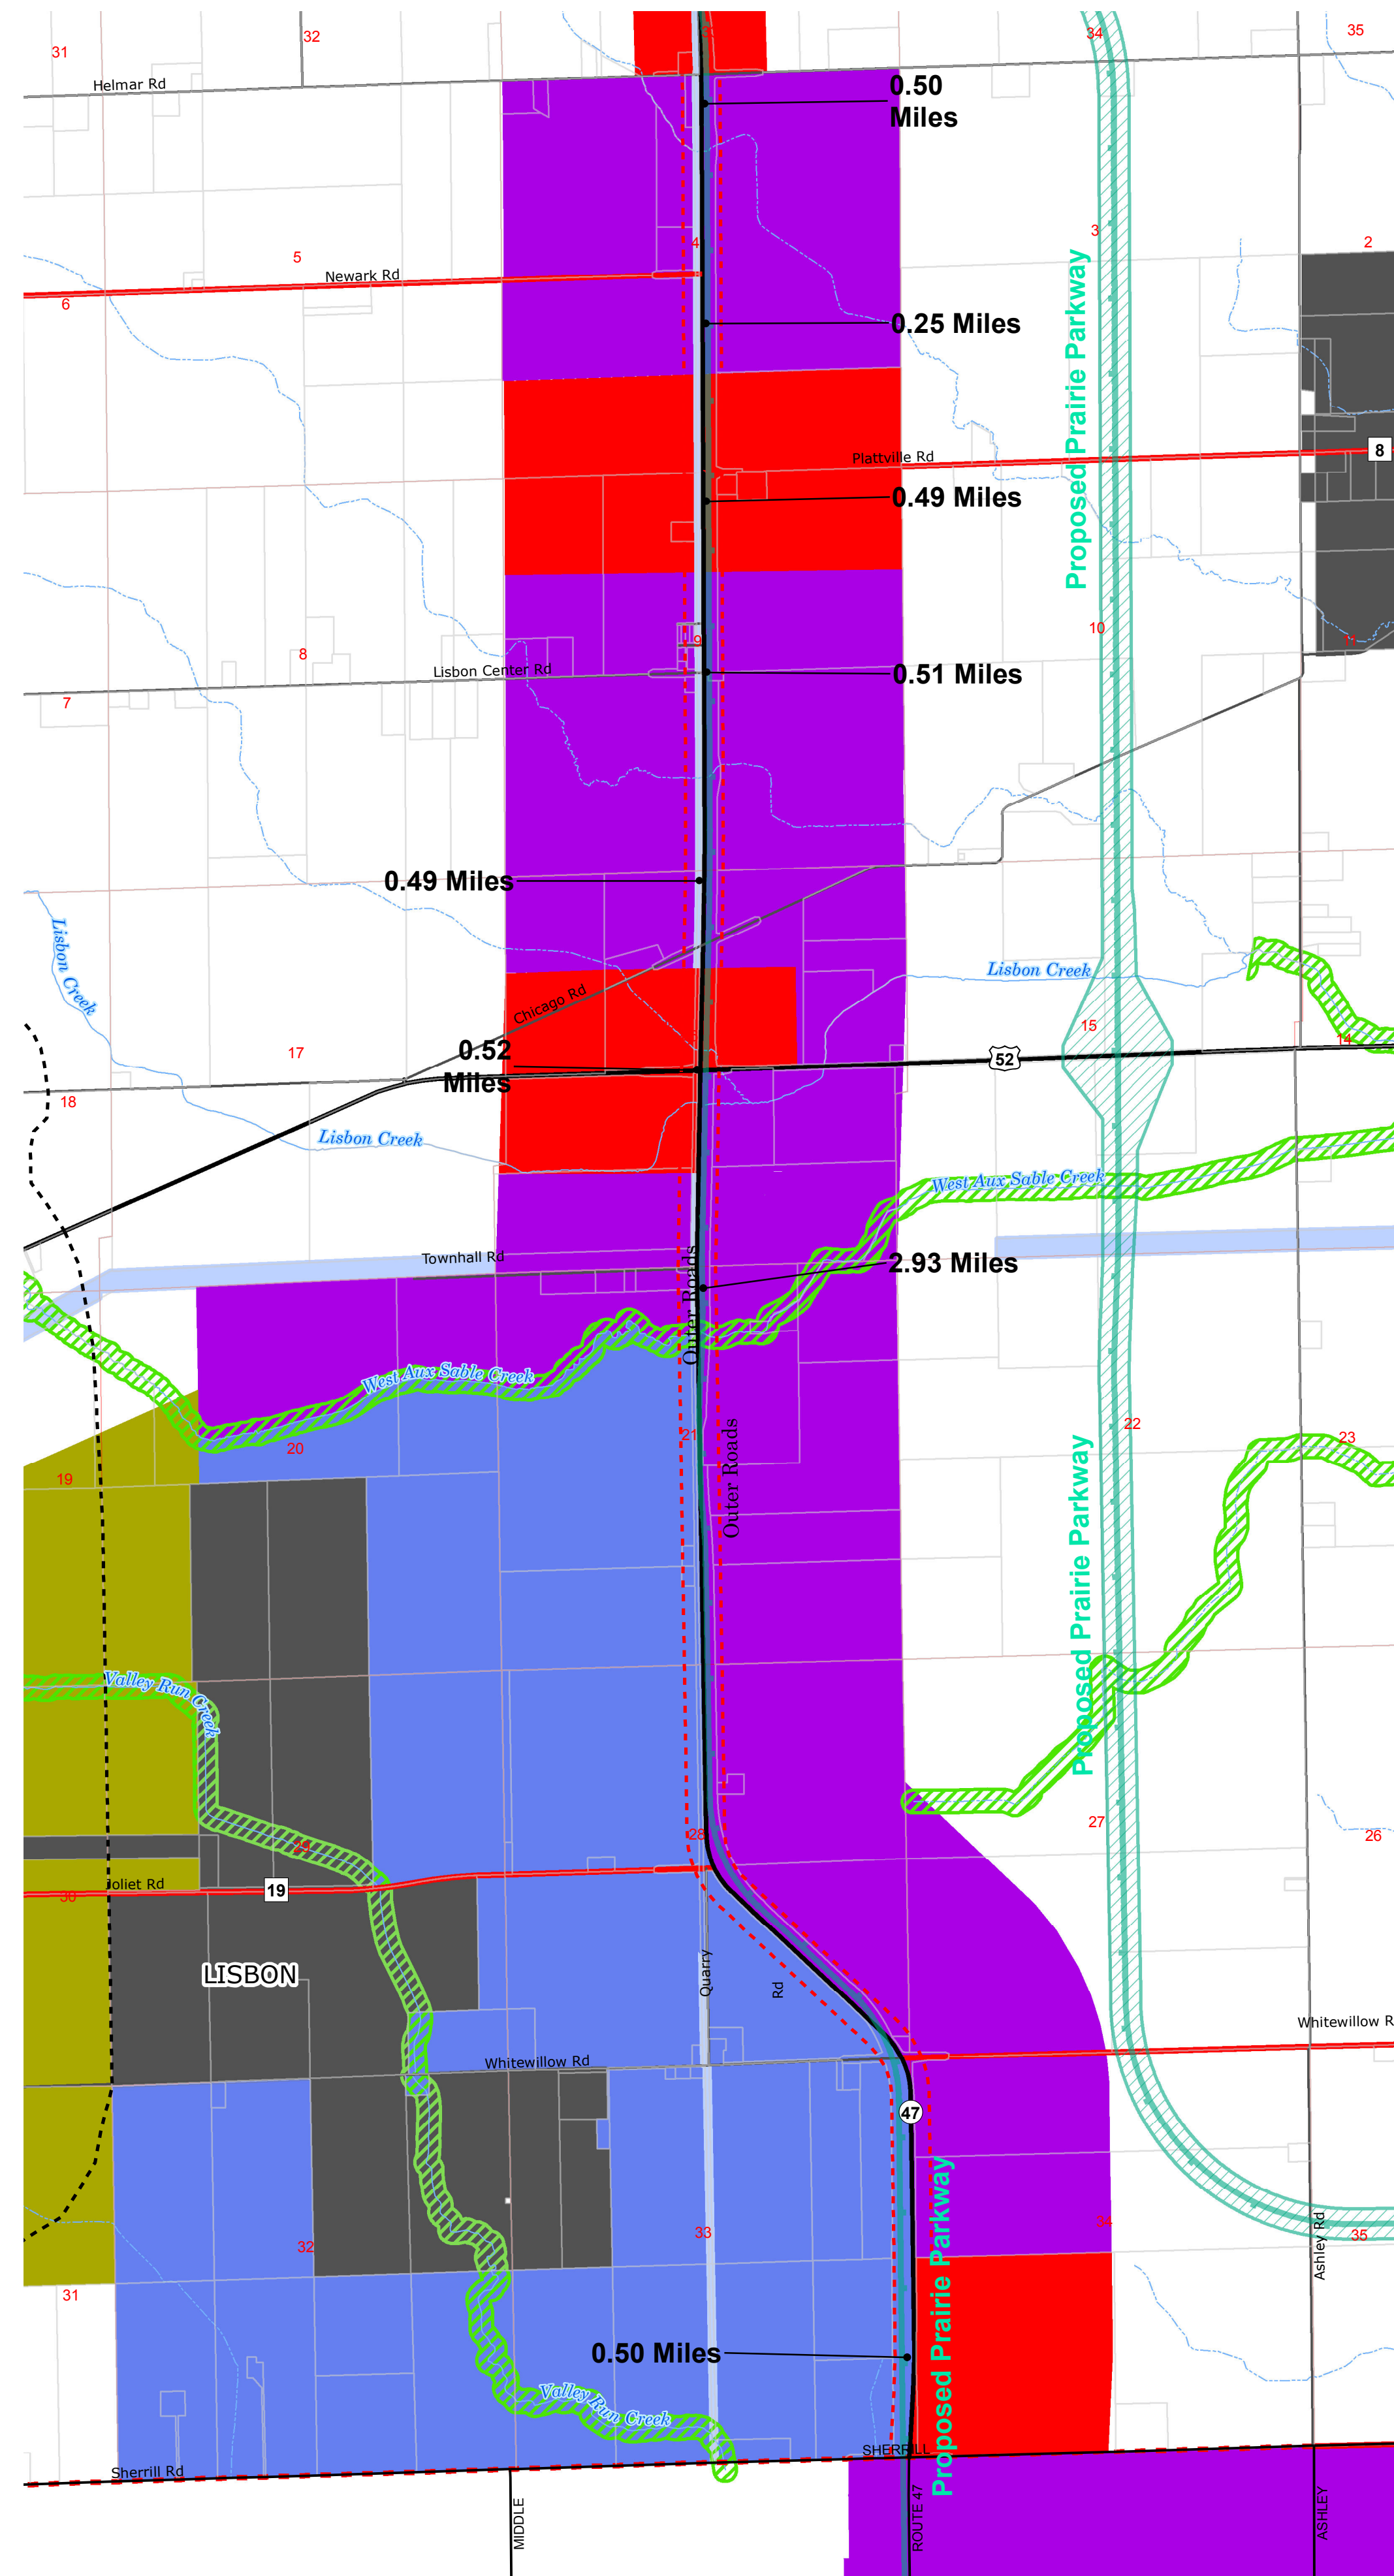 31
32
34
35
Helmar Rd
0.50
Miles
5
4
3
2
Newark Rd
6
0.25 Miles
Proposed Prairie Parkway
Plattville Rd
8
0.49 Miles
10
9
11
8
Lisbon Center Rd
0.51 Miles
7
0.49 Miles
Lisbon Creek
Lisbon Creek
Chicago Rd
15
14
17
0.52
Miles
52
18
Lisbon Creek
West Aux Sable Creek
Townhall Rd
Outer Roads
2.93 Miles
West Aux Sable Creek
20
21
22
23
19
Outer Roads
Proposed Prairie Parkway
Valley Run Creek
28
27
26
29
Joliet Rd
19
30
LISBON
Quarry
Rd
Whitewillow R
Whitewillow Rd
47
Proposed Prairie Parkway
33
34
35
32
31
Ashley Rd
0.50 Miles
Valley Run Creek
SHERRILL
Sherrill Rd
MIDDLE
ROUTE 47
ASHLEY